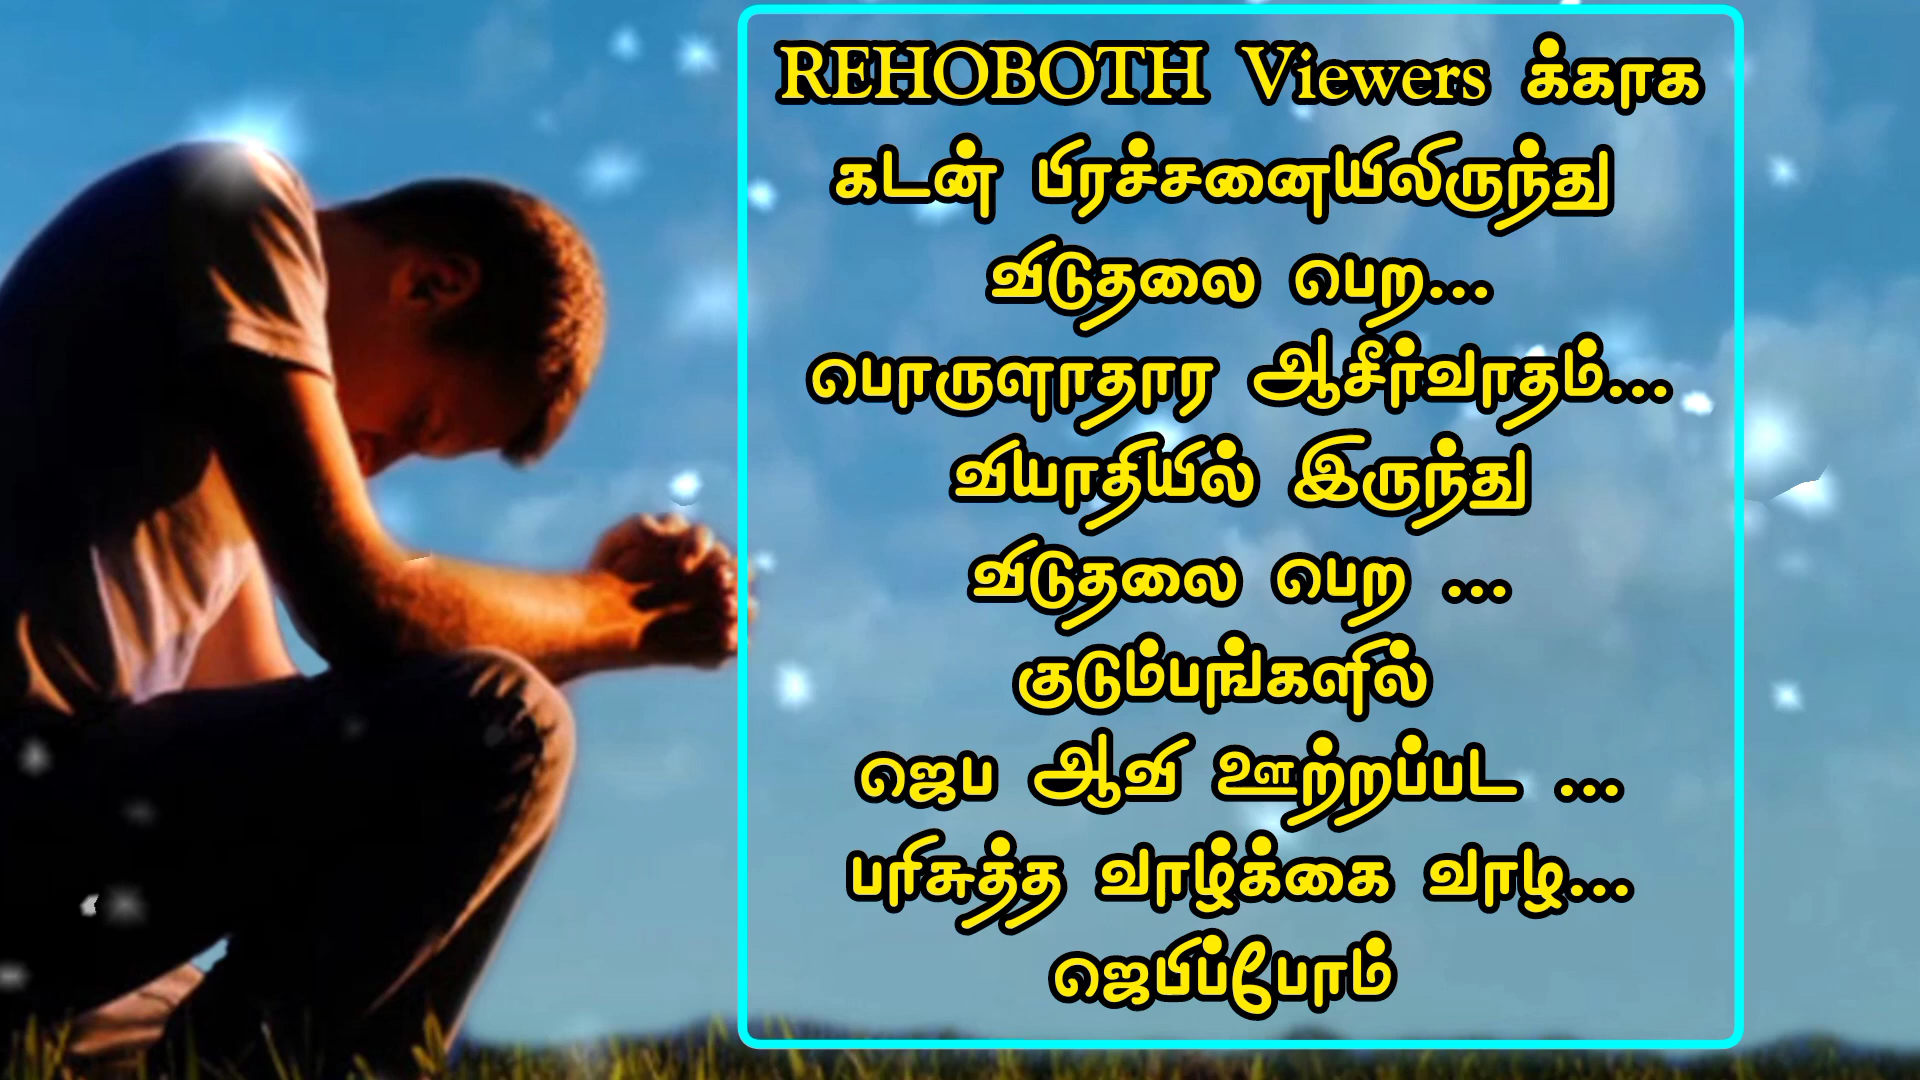 REHOBOTH Viewers க்காக
கடன் பிரச்சனையிலிருந்து
விடுதலை பெற...
பொருளாதார ஆசீர்வாதம்...
வியாதியில் இருந்து
விடுதலை பெற ...
குடும்பங்களில்
ஜெப ஆவி ஊற்றப்பட ...
பரிசுத்த வாழ்க்கை வாழ...
ஜெபிப்போம்